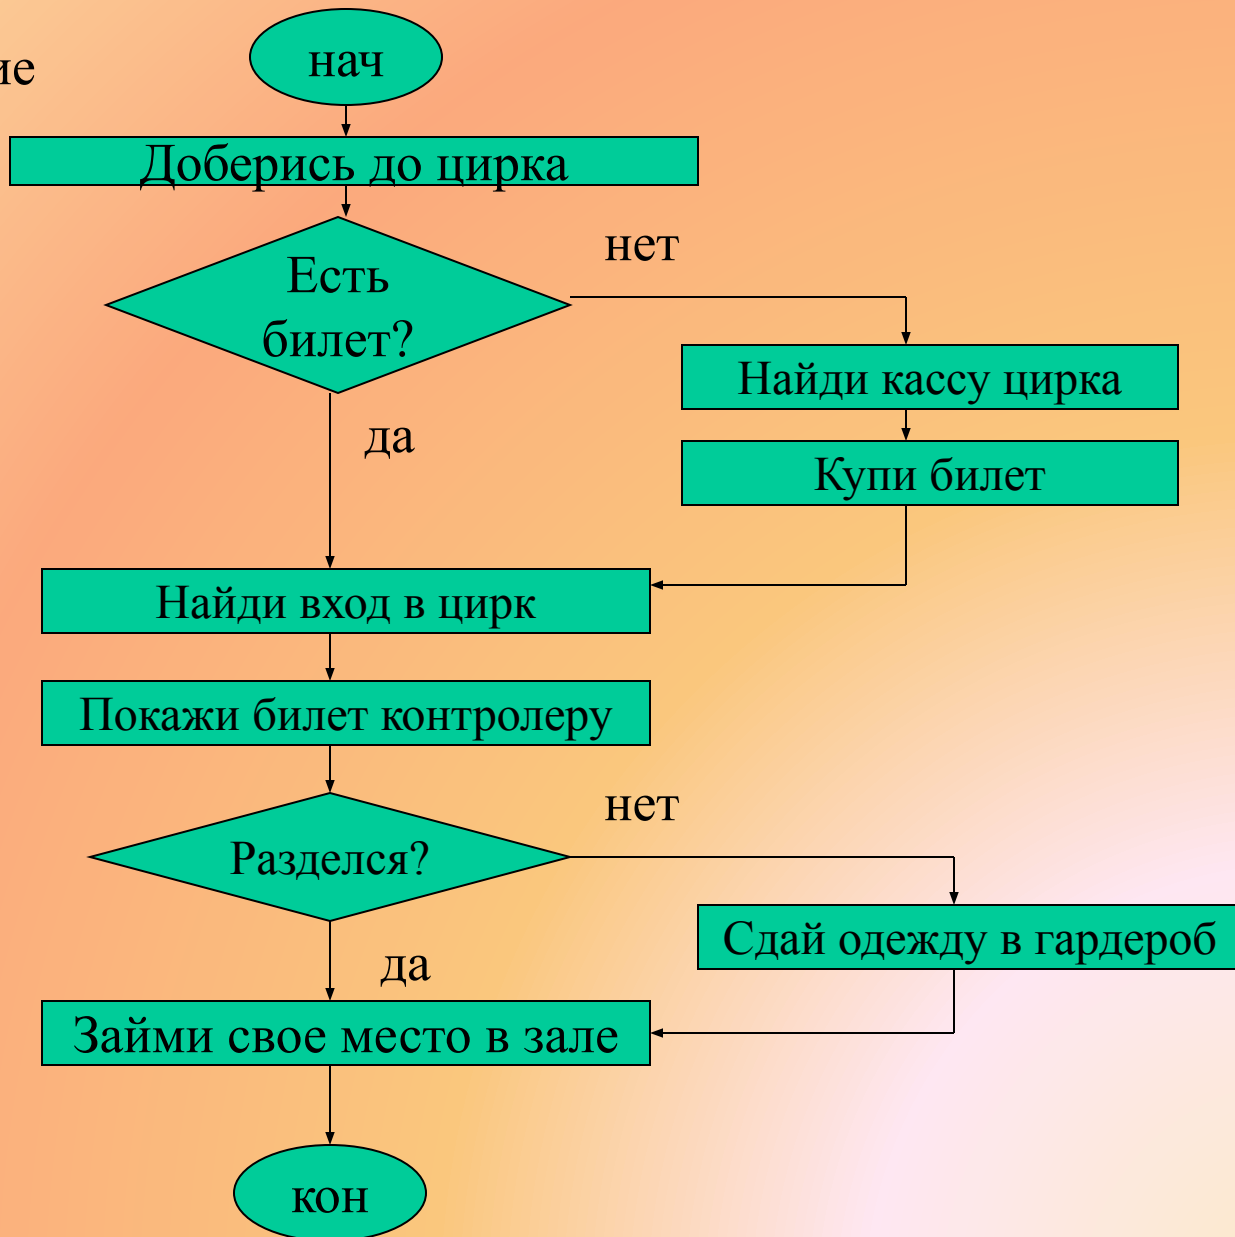 нач
Доберись до цирка
нет
Есть
билет?
Найди кассу цирка
да
Купи билет
Найди вход в цирк
Покажи билет контролеру
нет
Разделся?
Сдай одежду в гардероб
да
Займи свое место в зале
кон